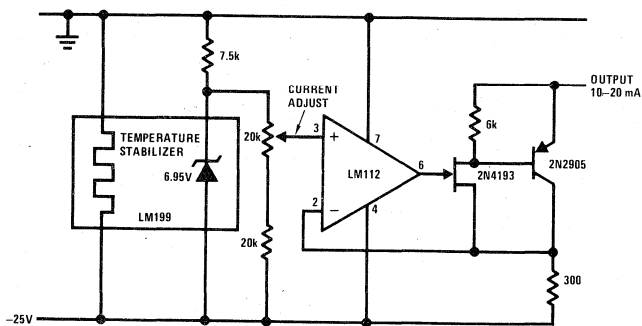 7.5k
CURRENT
ADJUST
OUTPUT
10–20 mA
TEMPERATURE
STABILIZER
6.95V
LM199
20k
3
+
7
LM112
6
2
−
4
6k
2N4193
2N2905
20k
300
−25V